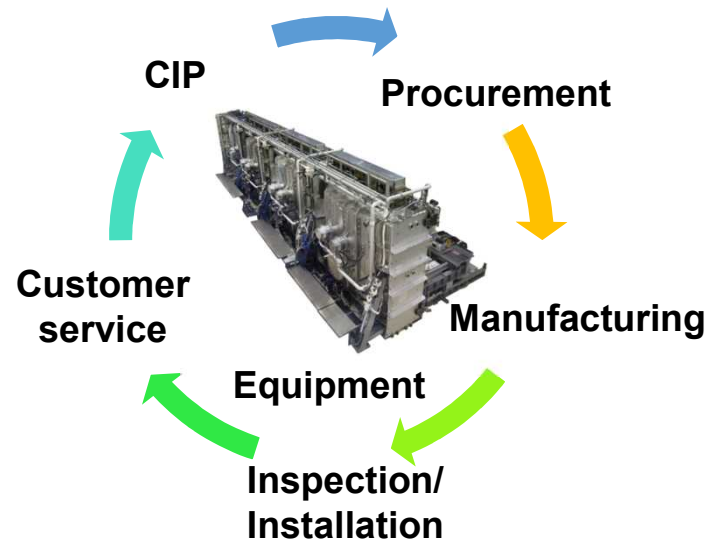 CIP
Procurement
Manufacturing
Equipment
Inspection/
Installation
Customer
service